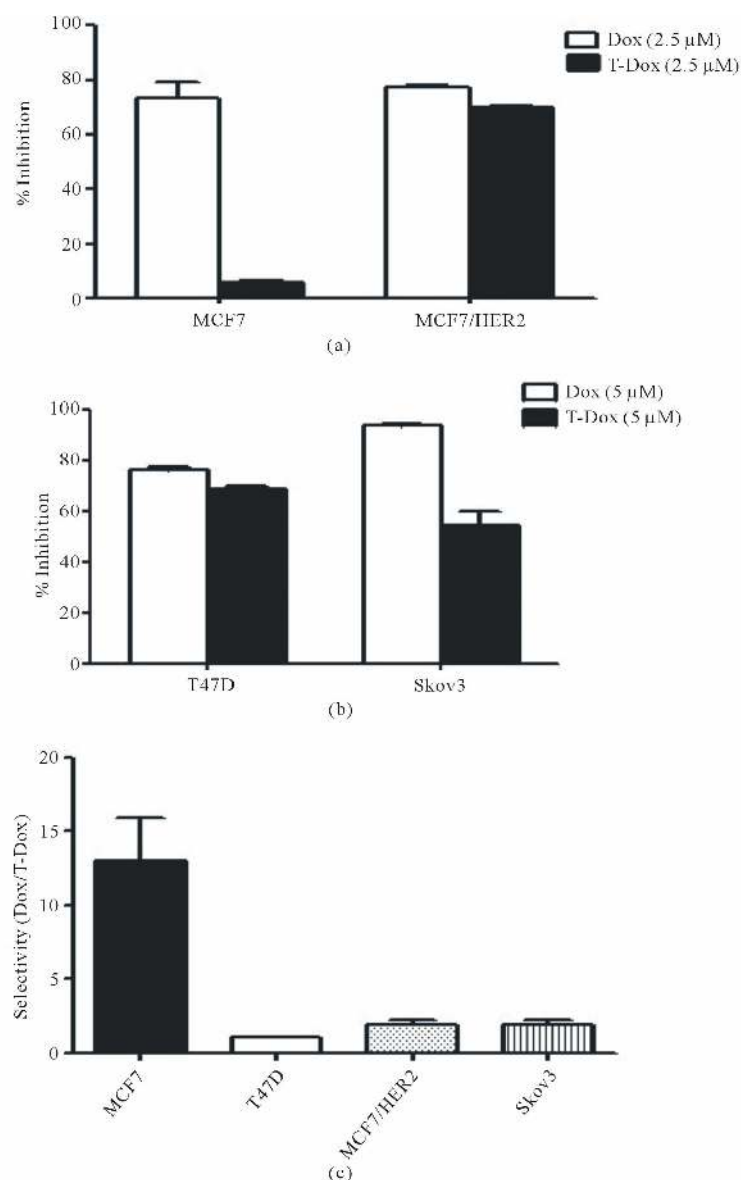 100
80
60
40
20
0
% Inhibition
Dox (2.5 µM)
T-Dox (2.5 µM)
MCF7 MCF7/HER2
(a)
100
80
60
40
20
0
% Inhibition
Dox (5 µM)
T-Dox (5 µM)
T47D Skov3
(b)
20
15
10
5
0
Selectivity (Dox/T-Dox)
MCF7
T47D
MCF7/HER2
Skov3
(c)